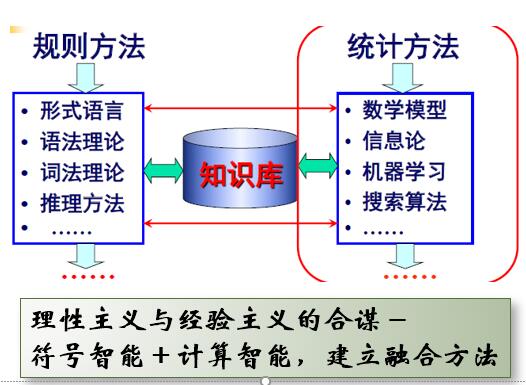 规则方法
• 形式语言
• 语法理论
• 词法理论
• 推理方法
• ……
……
知识库
统计方法
• 数学模型
• 信息论
• 机器学习
• 搜索算法
• ……
……
理性主义与经验主义的合谋－
符号智能＋计算智能，建立融合方法